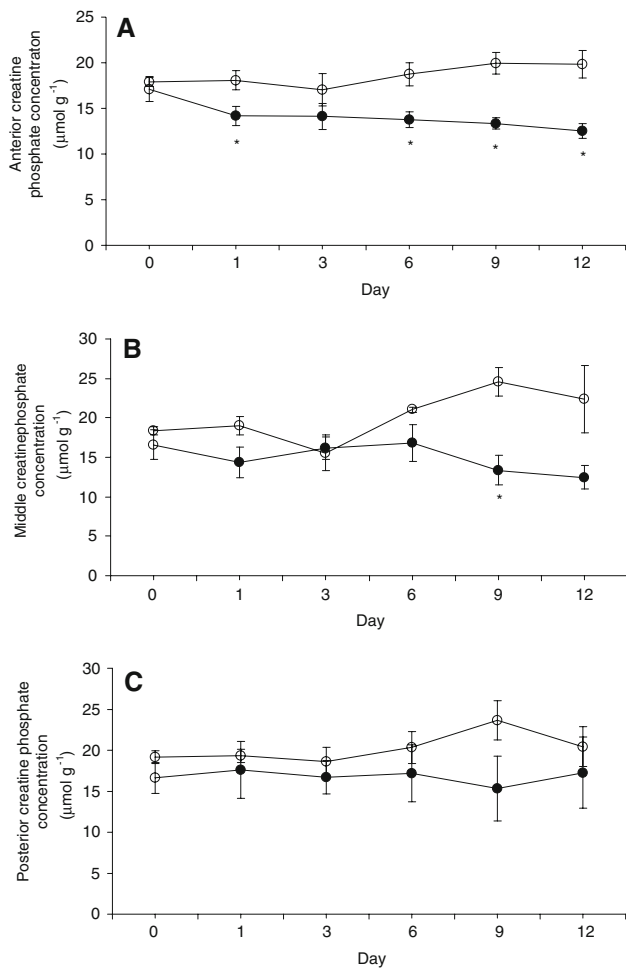 A
Anterior creatine
phosphate concentraton
(μmol g⁻¹)
25
20
15
10
5
0
* * * *
0 1 3 6 9 12
Day
B
Middle creatinephosphate
concentration
(μmol g⁻¹)
30
25
20
15
10
5
0
*
0 1 3 6 9 12
Day
C
Posterior creatine phosphate
concentration
(μmol g⁻¹)
30
25
20
15
10
5
0
0 1 3 6 9 12
Day